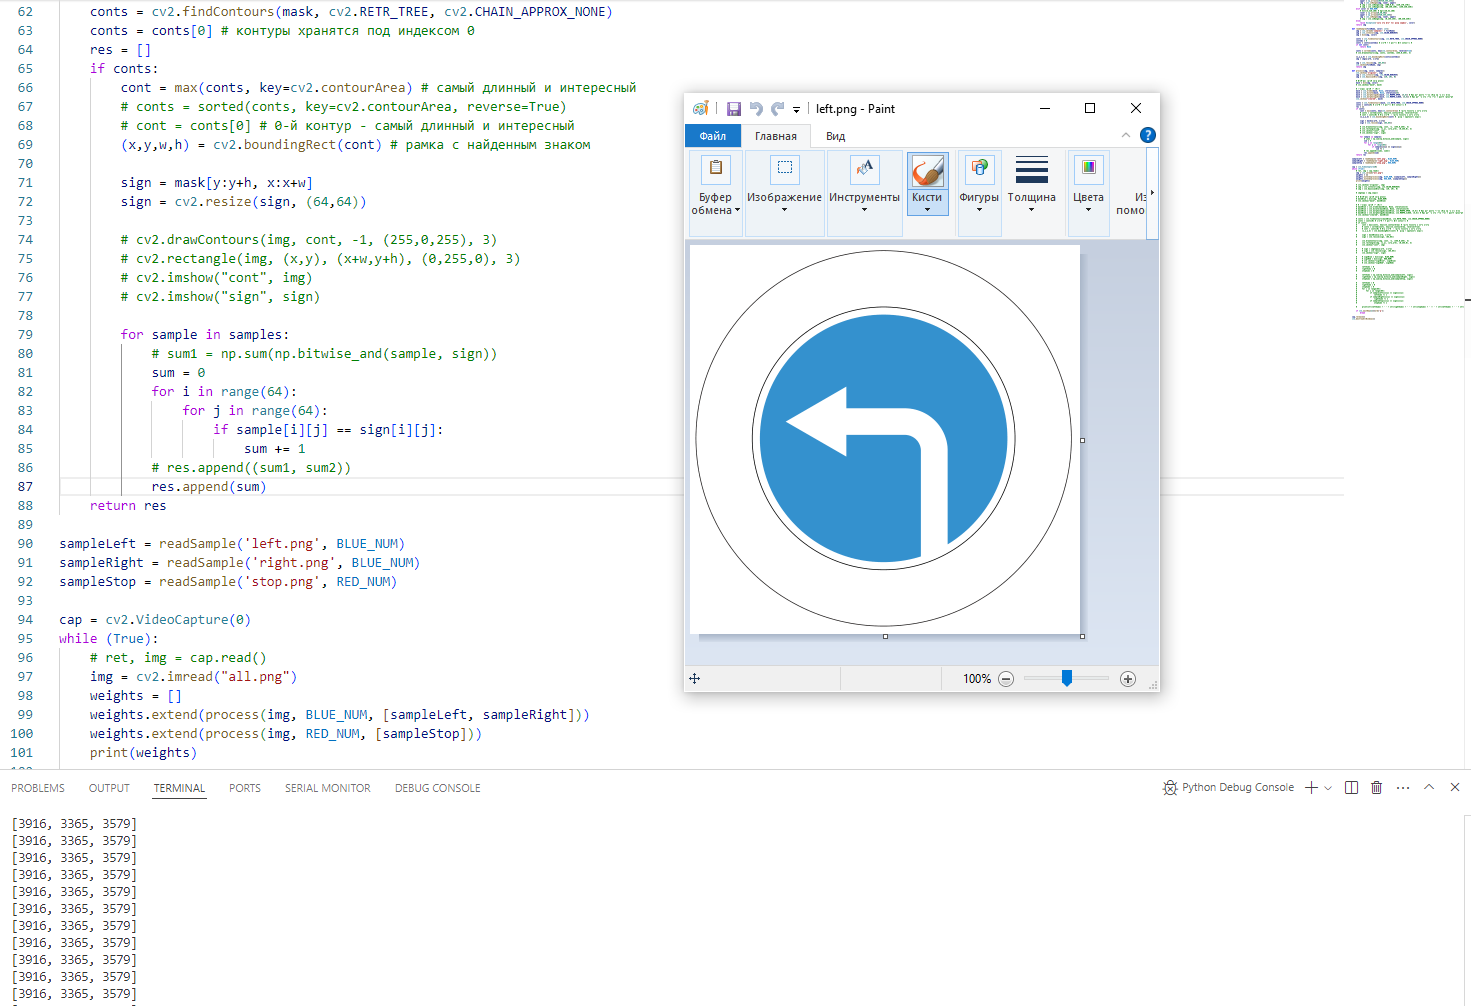 62 conts = cv2.findContours(mask, cv2.RETR_TREE, cv2.CHAIN_APPROX_NONE)
63 conts = conts[0] # контуры хранятся под индексом 0
64 res = []
65 if conts:
66 cont = max(conts, key=cv2.contourArea) # самый длинный и интересный
67 # conts = sorted(conts, key=cv2.contourArea, reverse=True)
68 # cont = conts[0] # 0-й контур - самый длинный и интересный
69 (x,y,w,h) = cv2.boundingRect(cont) # рамка с найденным знаком
70
71 sign = mask[y:y+h, x:x+w]
72 sign = cv2.resize(sign, (64,64))
73
74 # cv2.drawContours(img, cont, -1, (255,0,255), 3)
75 # cv2.rectangle(img, (x,y), (x+w,y+h), (0,255,0), 3)
76 # cv2.imshow("cont", img)
77 # cv2.imshow("sign", sign)
78
79 for sample in samples:
80 # sum1 = np.sum(np.bitwise_and(sample, sign))
81 sum = 0
82 for i in range(64):
83 for j in range(64):
84 if sample[i][j] == sign[i][j]:
85 sum += 1
86 # res.append((sum1, sum2))
87 res.append(sum)
88 return res
89
90 sampleLeft = readSample('left.png', BLUE_NUM)
91 sampleRight = readSample('right.png', BLUE_NUM)
92 sampleStop = readSample('stop.png', RED_NUM)
93
94 cap = cv2.VideoCapture(0)
95 while (True):
96 # ret, img = cap.read()
97 img = cv2.imread("all.png")
98 weights = []
99 weights.extend(process(img, BLUE_NUM, [sampleLeft, sampleRight]))
100 weights.extend(process(img, RED_NUM, [sampleStop]))
101 print(weights)
left.png - Paint
Файл Главная Вид
Буфер обмена
Изображение
Инструменты
Кисти
Фигуры
Толщина
Цвета
100%
PROBLEMS OUTPUT TERMINAL PORTS SERIAL MONITOR DEBUG CONSOLE
Python Debug Console
[3916, 3365, 3579]
[3916, 3365, 3579]
[3916, 3365, 3579]
[3916, 3365, 3579]
[3916, 3365, 3579]
[3916, 3365, 3579]
[3916, 3365, 3579]
[3916, 3365, 3579]
[3916, 3365, 3579]
[3916, 3365, 3579]
[3916, 3365, 3579]